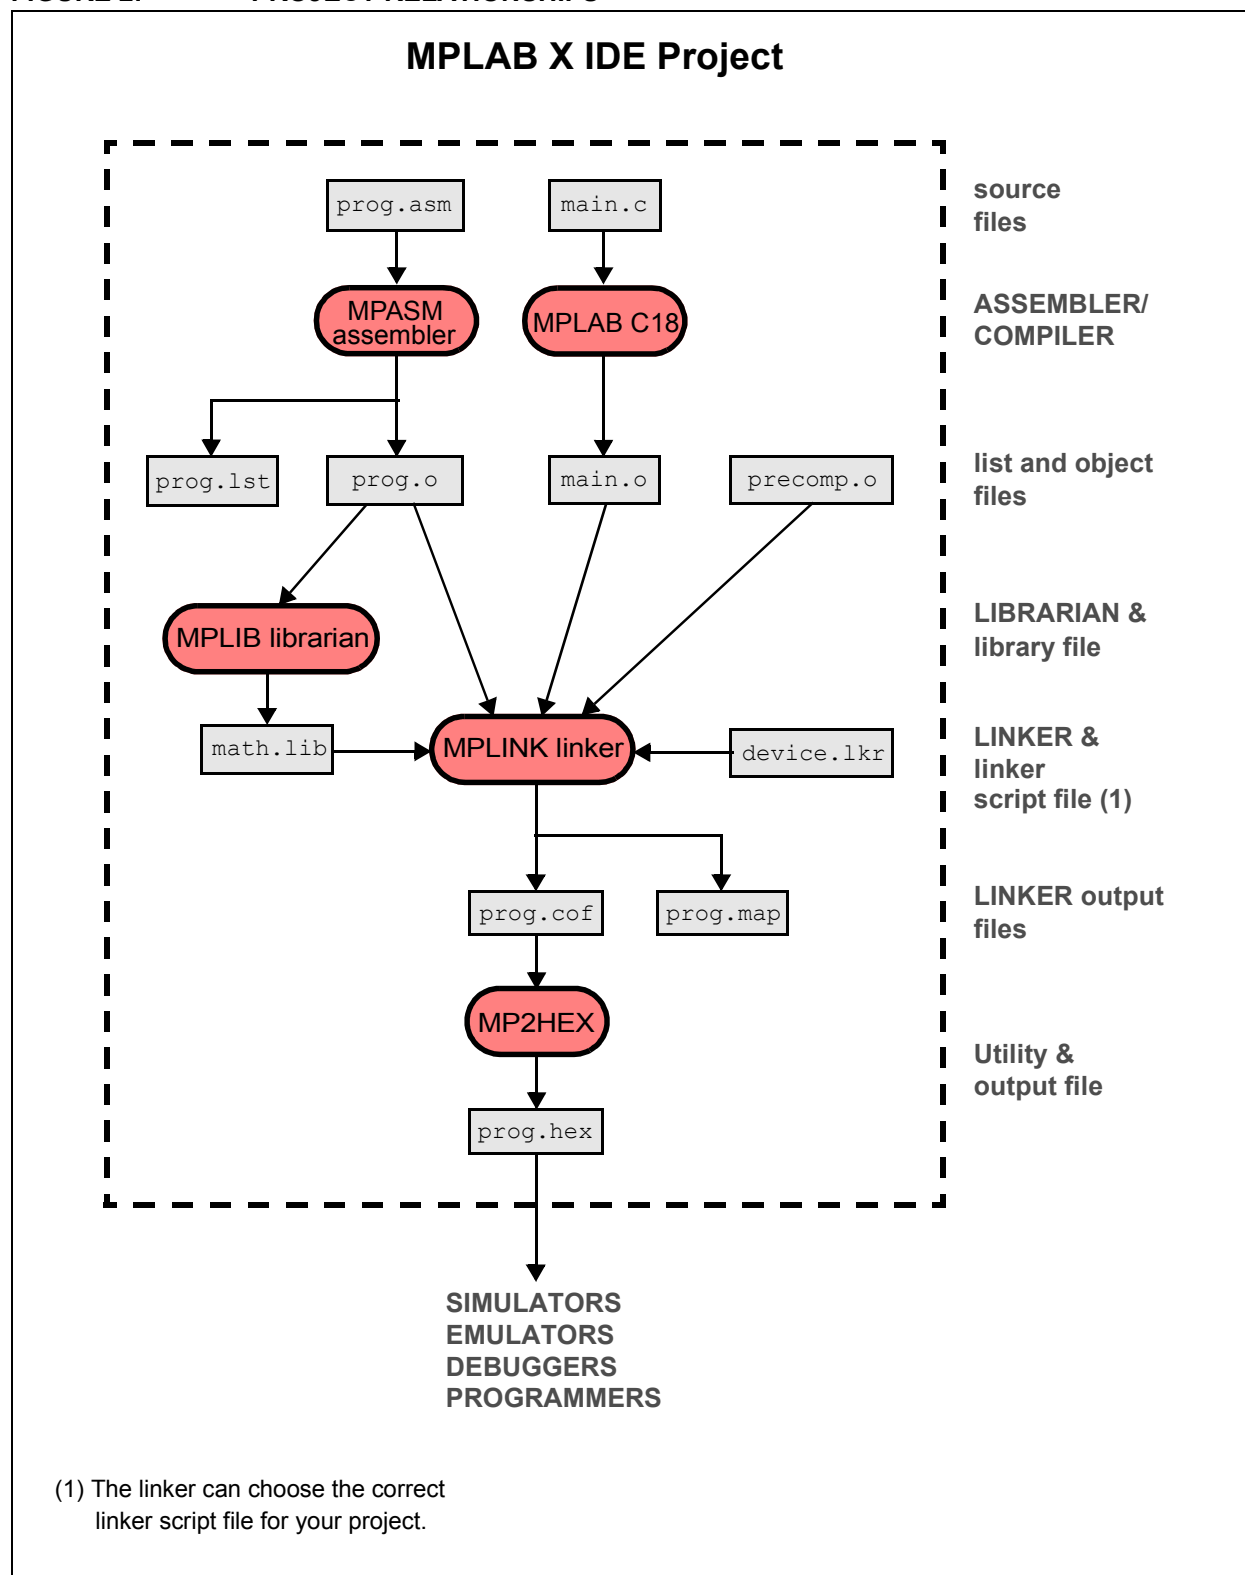 MPLAB X IDE Project
prog.asm
main.c
source
files
MPASM
assembler
MPLAB C18
ASSEMBLER/
COMPILER
prog.lst
prog.o
main.o
precomp.o
list and object
files
MPLIB librarian
LIBRARIAN &
library file
math.lib
MPLINK linker
device.lkr
LINKER &
linker
script file (1)
prog.cof
prog.map
LINKER output
files
MP2HEX
Utility &
output file
prog.hex
SIMULATORS
EMULATORS
DEBUGGERS
PROGRAMMERS
(1) The linker can choose the correct
linker script file for your project.